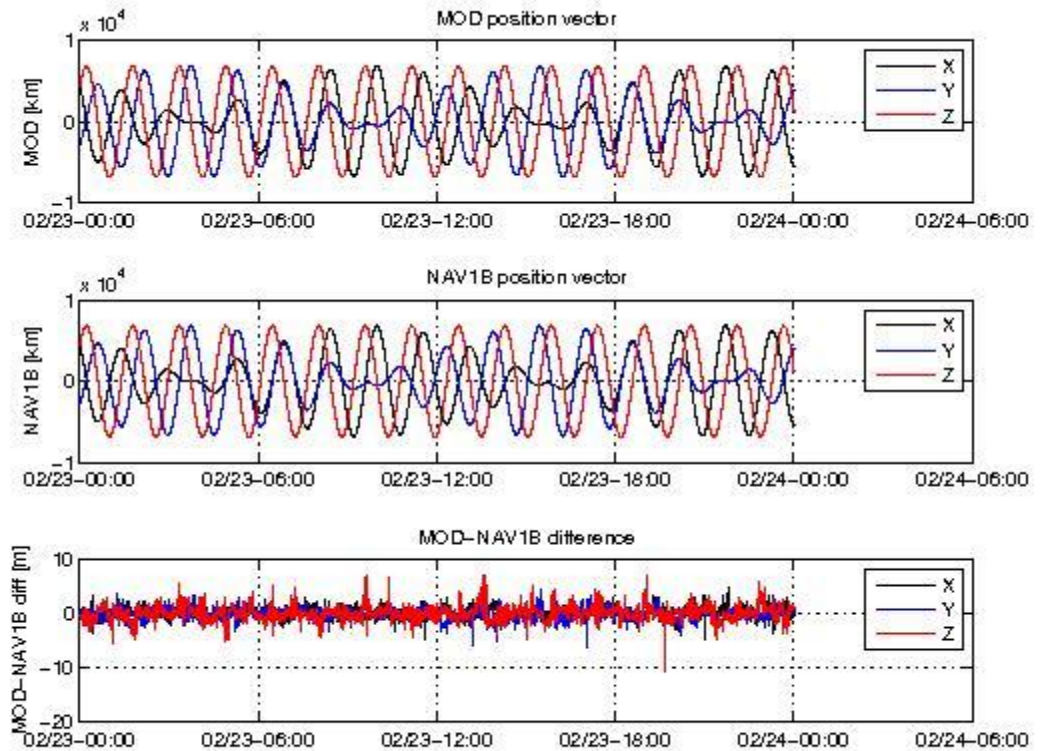 x 10^4
MOD position vector
1
0
−1
MOD [km]
X
Y
Z
02/23−00:00 02/23−06:00 02/23−12:00 02/23−18:00 02/24−00:00 02/24−06:00
x 10^4
NAV1B position vector
1
0
−1
NAV1B [km]
X
Y
Z
02/23−00:00 02/23−06:00 02/23−12:00 02/23−18:00 02/24−00:00 02/24−06:00
MOD−NAV1B difference
10
0
−10
−20
MOD−NAV1B diff [m]
X
Y
Z
02/23−00:00 02/23−06:00 02/23−12:00 02/23−18:00 02/24−00:00 02/24−06:00